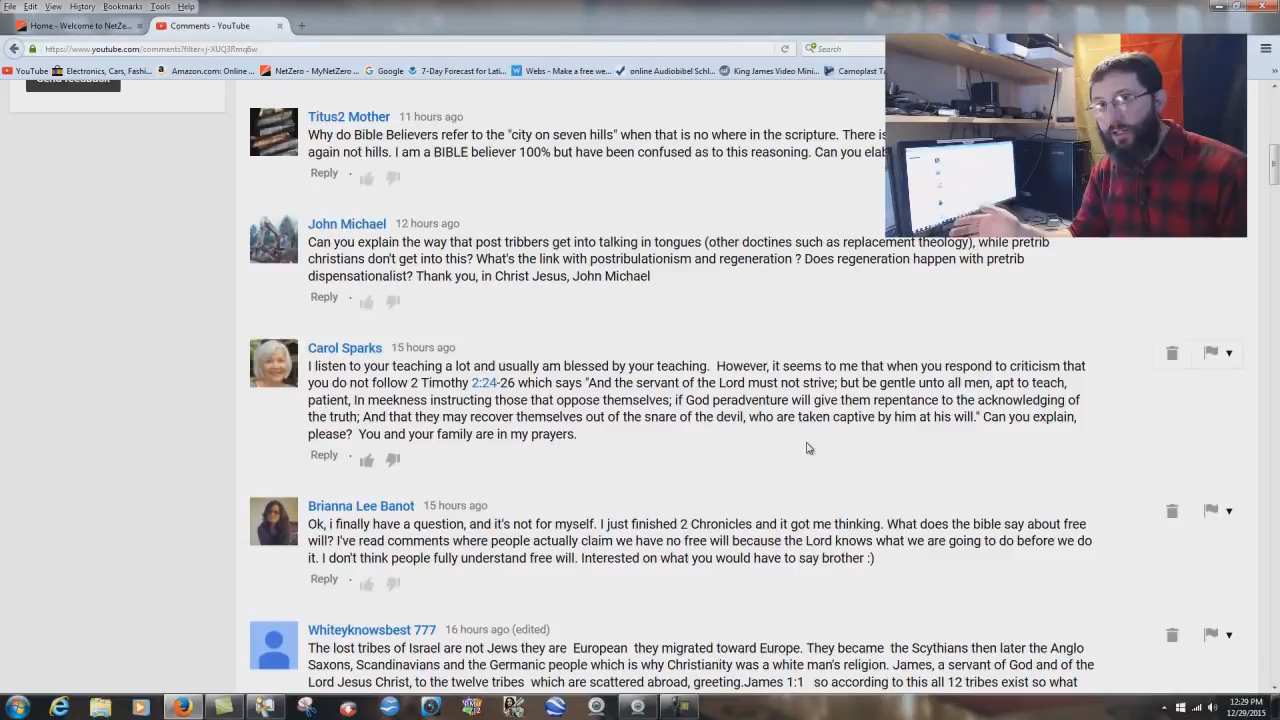 File Edit View History Bookmarks Tools Help
Home - Welcome to NetZe...
Comments - YouTube
https://www.youtube.com/comments?filter=j-XUQ3Rmq6w
Search
YouTube
Electronics, Cars, Fashi...
Amazon.com: Online ...
NetZero - MyNetZero ...
Google
7-Day Forecast for Lati...
Webs - Make a free we...
online Audiobibel Schl...
King James Video Mini...
Camoplast Ta
Send feedback
Titus2 Mother 11 hours ago
Why do Bible Believers refer to the "city on seven hills" when that is no where in the scripture. There is
again not hills. I am a BIBLE believer 100% but have been confused as to this reasoning. Can you elab
Reply
John Michael 12 hours ago
Can you explain the way that post tribbers get into talking in tongues (other doctines such as replacement theology), while pretrib
christians don't get into this? What's the link with postribulationism and regeneration ? Does regeneration happen with pretrib
dispensationalist? Thank you, in Christ Jesus, John Michael
Reply
Carol Sparks 15 hours ago
I listen to your teaching a lot and usually am blessed by your teaching. However, it seems to me that when you respond to criticism that
you do not follow 2 Timothy 2:24-26 which says "And the servant of the Lord must not strive; but be gentle unto all men, apt to teach,
patient, In meekness instructing those that oppose themselves; if God peradventure will give them repentance to the acknowledging of
the truth; And that they may recover themselves out of the snare of the devil, who are taken captive by him at his will." Can you explain,
please? You and your family are in my prayers.
Reply
Brianna Lee Banot 15 hours ago
Ok, i finally have a question, and it's not for myself. I just finished 2 Chronicles and it got me thinking. What does the bible say about free
will? I've read comments where people actually claim we have no free will because the Lord knows what we are going to do before we do
it. I don't think people fully understand free will. Interested on what you would have to say brother :)
Reply
Whiteyknowsbest 777 16 hours ago (edited)
The lost tribes of Israel are not Jews they are European they migrated toward Europe. They became the Scythians then later the Anglo
Saxons, Scandinavians and the Germanic people which is why Christianity was a white man's religion. James, a servant of God and of the
Lord Jesus Christ, to the twelve tribes which are scattered abroad, greeting.James 1:1 so according to this all 12 tribes exist so what
12:29 PM
12/29/2015